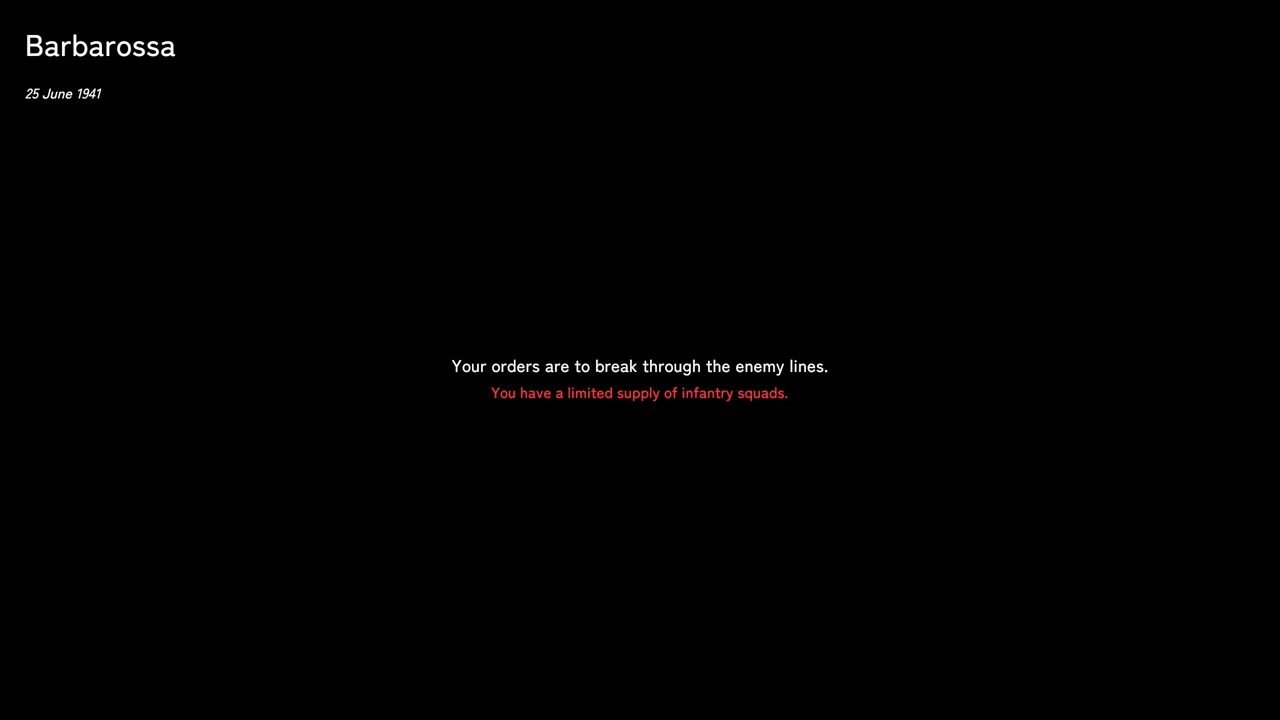 Barbarossa
25 June 1941
Your orders are to break through the enemy lines.
You have a limited supply of infantry squads.